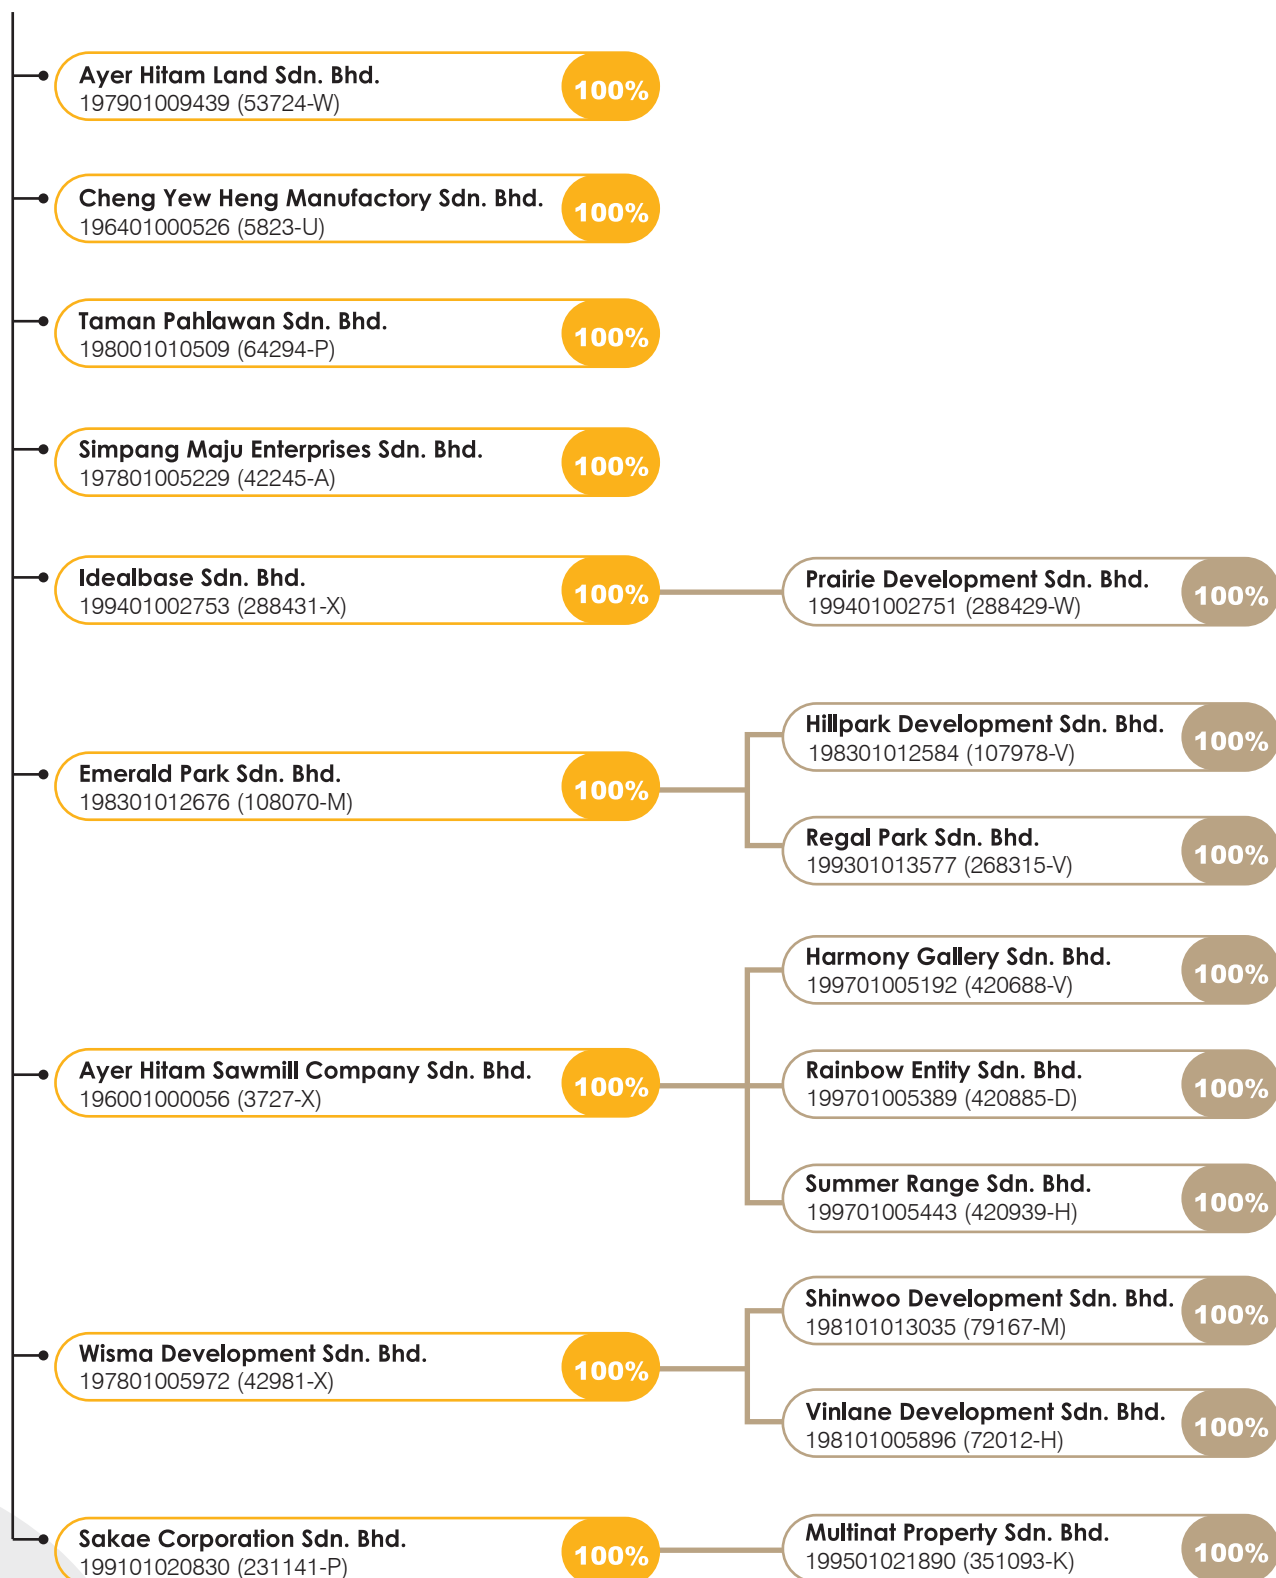 Ayer Hitam Land Sdn. Bhd.
197901009439 (53724-W)
100%
Cheng Yew Heng Manufactory Sdn. Bhd.
196401000526 (5823-U)
100%
Taman Pahlawan Sdn. Bhd.
198001010509 (64294-P)
100%
Simpang Maju Enterprises Sdn. Bhd.
197801005229 (42245-A)
100%
Idealbase Sdn. Bhd.
199401002753 (288431-X)
100%
Prairie Development Sdn. Bhd.
199401002751 (288429-W)
100%
Emerald Park Sdn. Bhd.
198301012676 (108070-M)
100%
Hillpark Development Sdn. Bhd.
198301012584 (107978-V)
100%
Regal Park Sdn. Bhd.
199301013577 (268315-V)
100%
Ayer Hitam Sawmill Company Sdn. Bhd.
196001000056 (3727-X)
100%
Harmony Gallery Sdn. Bhd.
199701005192 (420688-V)
100%
Rainbow Entity Sdn. Bhd.
199701005389 (420885-D)
100%
Summer Range Sdn. Bhd.
199701005443 (420939-H)
100%
Wisma Development Sdn. Bhd.
197801005972 (42981-X)
100%
Shinwoo Development Sdn. Bhd.
198101013035 (79167-M)
100%
Vinlane Development Sdn. Bhd.
198101005896 (72012-H)
100%
Sakae Corporation Sdn. Bhd.
199101020830 (231141-P)
100%
Multinat Property Sdn. Bhd.
199501021890 (351093-K)
100%